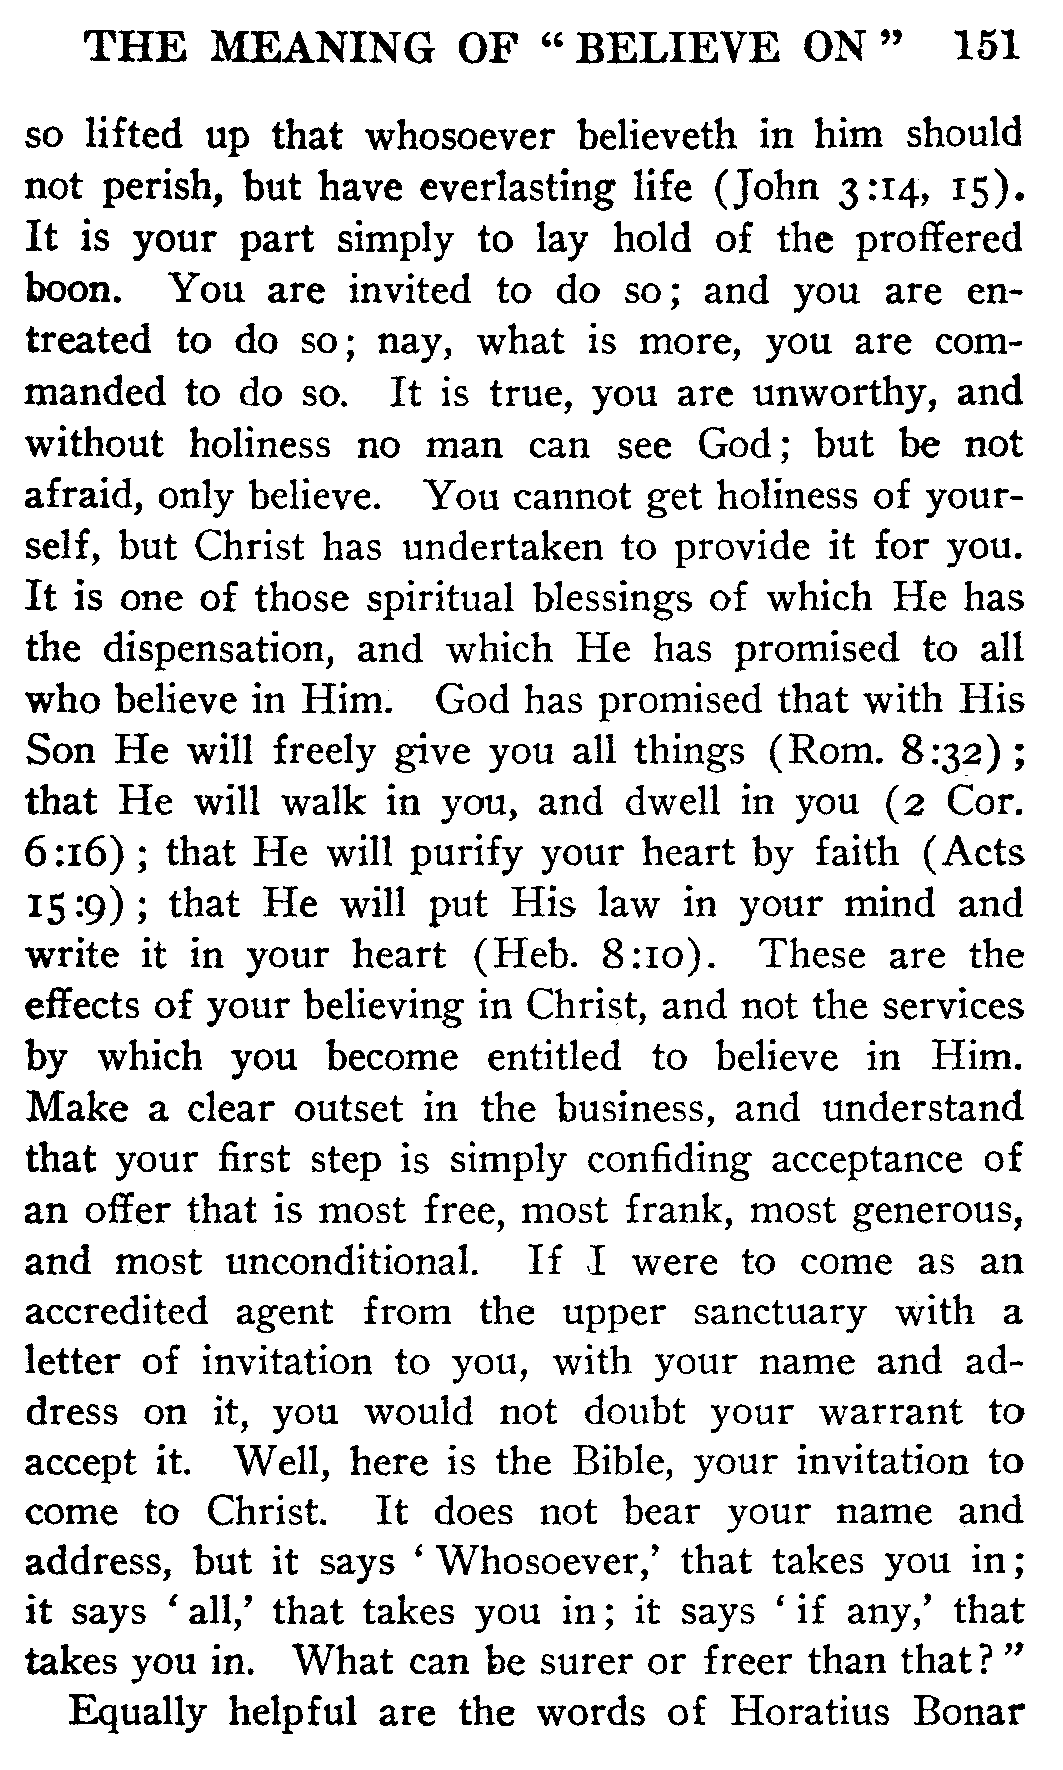 THE MEANING OF “ BELIEVE ON ” 151
so lifted up that whosoever believeth in him should
not perish, but have everlasting life (John 3:14, 15).
It is your part simply to lay hold of the proffered
boon. You are invited to do so; and you are en-
treated to do so; nay, what is more, you are com-
manded to do so. It is true, you are unworthy, and
without holiness no man can see God; but be not
afraid, only believe. You cannot get holiness of your-
self, but Christ has undertaken to provide it for you.
It is one of those spiritual blessings of which He has
the dispensation, and which He has promised to all
who believe in Him. God has promised that with His
Son He will freely give you all things (Rom. 8:32);
that He will walk in you, and dwell in you (2 Cor.
6:16); that He will purify your heart by faith (Acts
15:9); that He will put His law in your mind and
write it in your heart (Heb. 8:10). These are the
effects of your believing in Christ, and not the services
by which you become entitled to believe in Him.
Make a clear outset in the business, and understand
that your first step is simply confiding acceptance of
an offer that is most free, most frank, most generous,
and most unconditional. If I were to come as an
accredited agent from the upper sanctuary with a
letter of invitation to you, with your name and ad-
dress on it, you would not doubt your warrant to
accept it. Well, here is the Bible, your invitation to
come to Christ. It does not bear your name and
address, but it says ‘ Whosoever,’ that takes you in;
it says ‘ all,’ that takes you in; it says ‘ if any,’ that
takes you in. What can be surer or freer than that? ”
Equally helpful are the words of Horatius Bonar